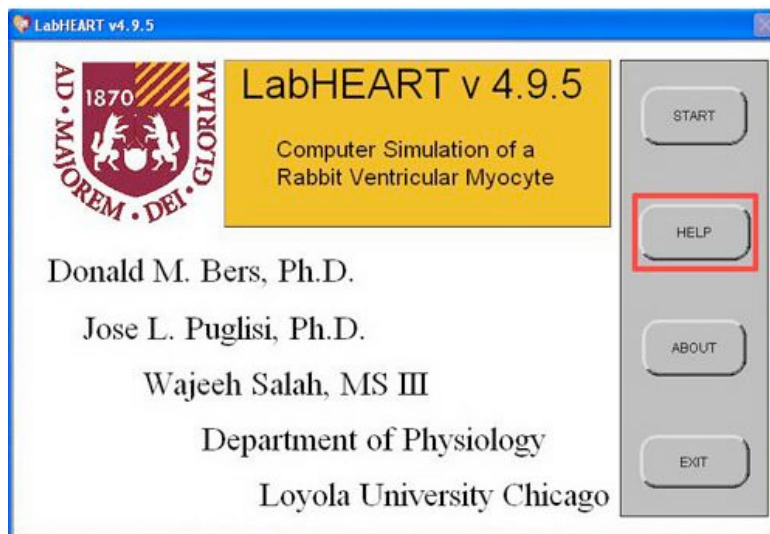 LabHEART v4.9.5
AD • MAJOREM • DEI • GLORIAM
1870
LabHEART v 4.9.5
Computer Simulation of a
Rabbit Ventricular Myocyte
Donald M. Bers, Ph.D.
Jose L. Puglisi, Ph.D.
Wajeeh Salah, MS III
Department of Physiology
Loyola University Chicago
START
HELP
ABOUT
EXIT